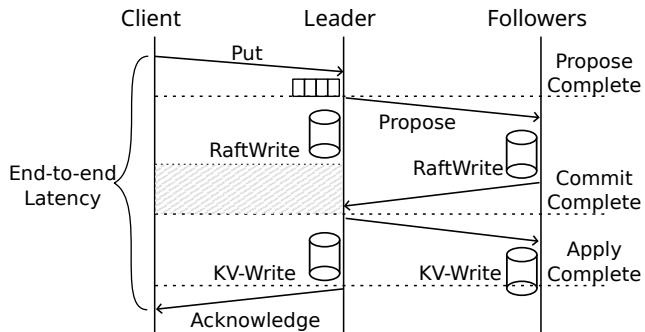 Client
Leader
Followers
Put
Propose
Complete
Propose
RaftWrite
RaftWrite
End-to-end
Latency
Commit
Complete
Apply
Complete
KV-Write
KV-Write
Acknowledge